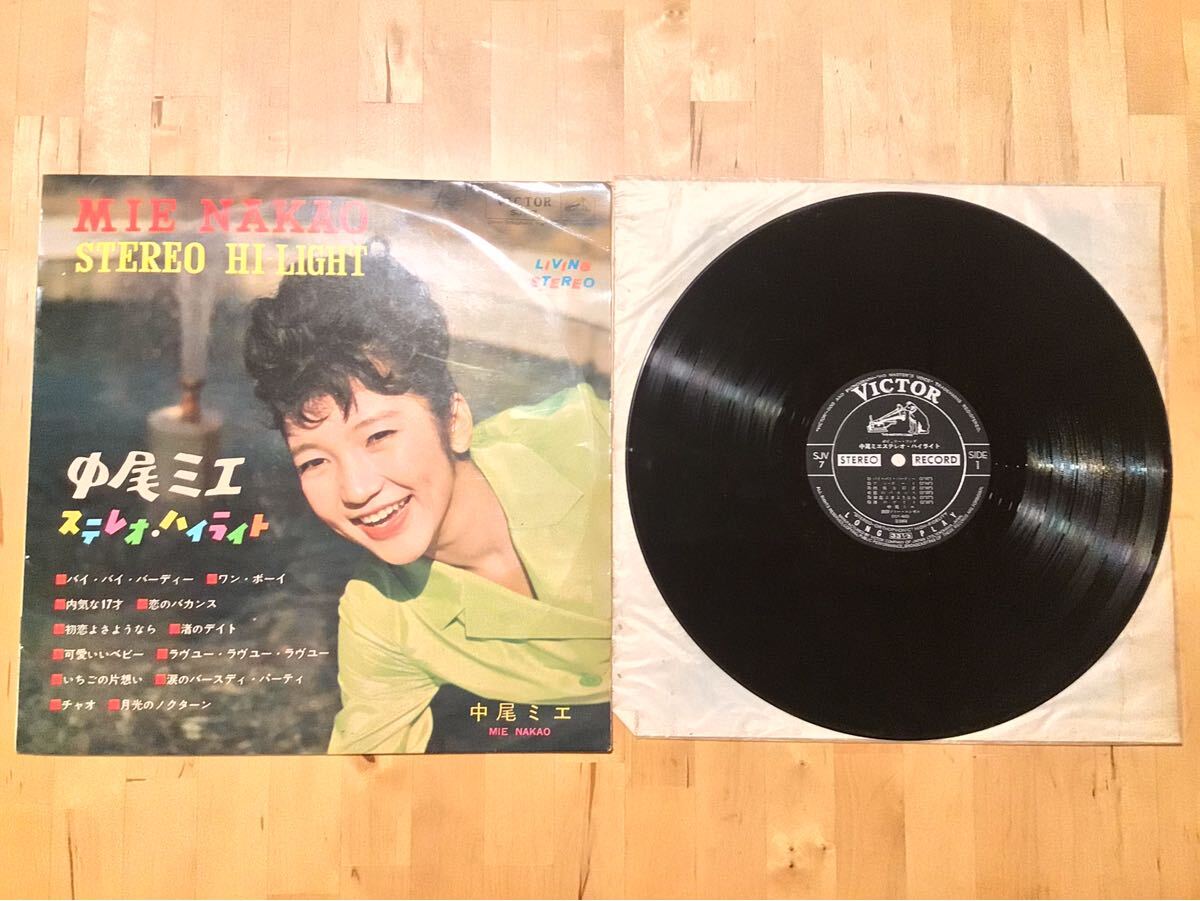 MIE NAKAO
STEREO HI LIGHT
VICTOR
LIVING
STEREO
中尾ミエ
ステレオ・ハイライト
バイ・バイ・バーディー ワン・ボーイ
内気な17才 恋のバカンス
初恋よさようなら 渚のデイト
可愛いいベビー ラヴユー・ラヴユー・ラヴユー
いちごの片想い 涙のバースディ・パーティ
チャオ 月光のノクターン
中尾ミエ
MIE NAKAO
VICTOR
中尾ミエステレオ・ハイライト
SJV
7
STEREO RECORD
SIDE
1
LONG 33 1/3 PLAY